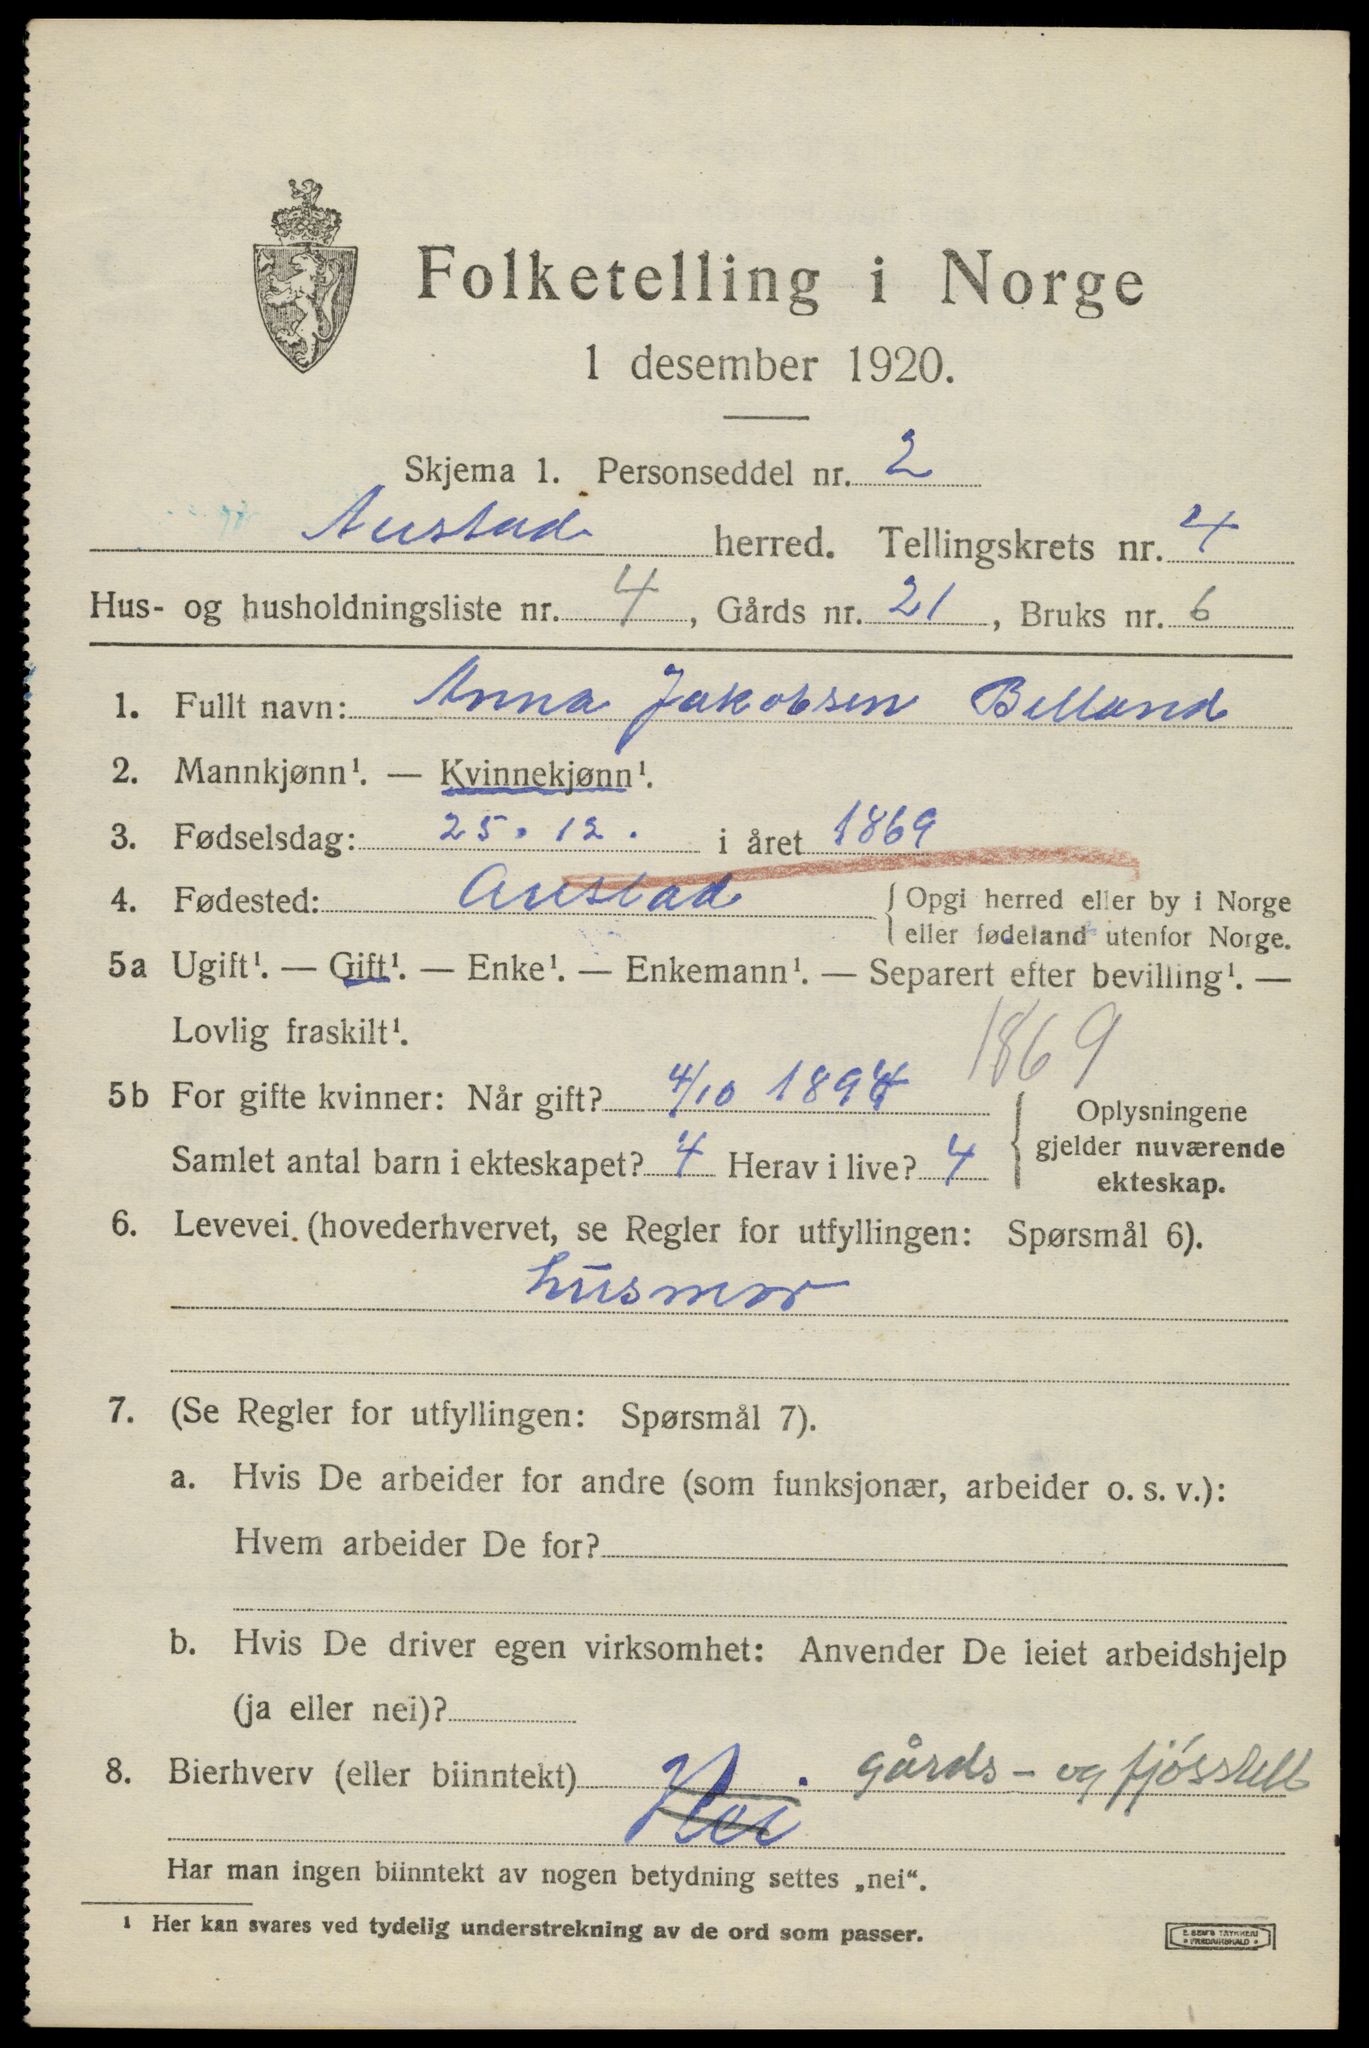 Folketelling i Norge
1 desember 1920.
Skjema 1. Personseddel nr. 2
Austad herred. Tellingskrets nr. 4
Hus- og husholdningsliste nr. 4, Gårds nr. 21, Bruks nr. 6
1. Fullt navn: Anna Jakobsen Belland
2. Mannkjønn¹. — Kvinnekjønn¹.
3. Fødselsdag: 25. 12. i året 1869
4. Fødested: Austad {Opgi herred eller by i Norge
eller fødeland utenfor Norge.
5a Ugift¹. — Gift¹. — Enke¹. — Enkemann¹. — Separert efter bevilling¹. —
Lovlig fraskilt¹.
1869
5b For gifte kvinner: Når gift? 4/10 1894 { Oplysningene
Samlet antal barn i ekteskapet? 4 Herav i live? 4 gjelder nuværende
ekteskap.
6. Levevei (hovederhvervet, se Regler for utfyllingen: Spørsmål 6).
husmor
7. (Se Regler for utfyllingen: Spørsmål 7).
a. Hvis De arbeider for andre (som funksjonær, arbeider o. s. v.):
Hvem arbeider De for?
b. Hvis De driver egen virksomhet: Anvender De leiet arbeidshjelp
(ja eller nei)?
8. Bierhverv (eller biinntekt) gårds- og fjósstell
Nei.
Har man ingen biinntekt av nogen betydning settes „nei“.
¹ Her kan svares ved tydelig understrekning av de ord som passer.
E. SEM'S TRYKKERI
FREDRIKSHALD